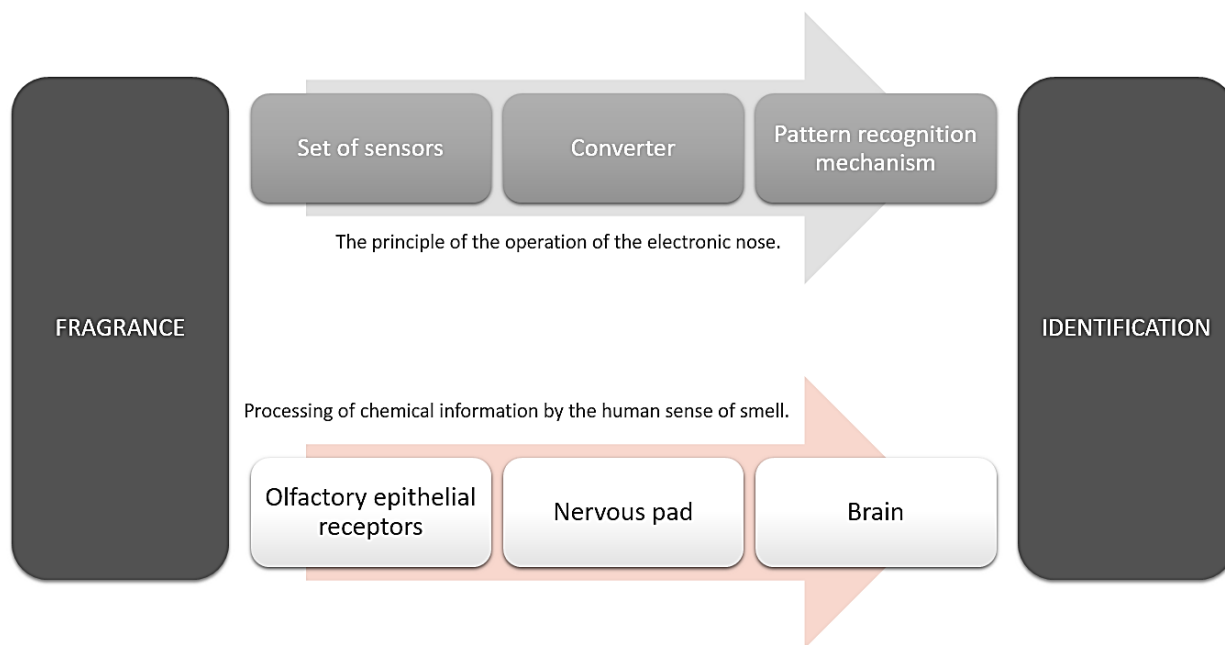 FRAGRANCE
Set of sensors
Converter
Pattern recognition
mechanism
The principle of the operation of the electronic nose.
IDENTIFICATION
Processing of chemical information by the human sense of smell.
Olfactory epithelial
receptors
Nervous pad
Brain